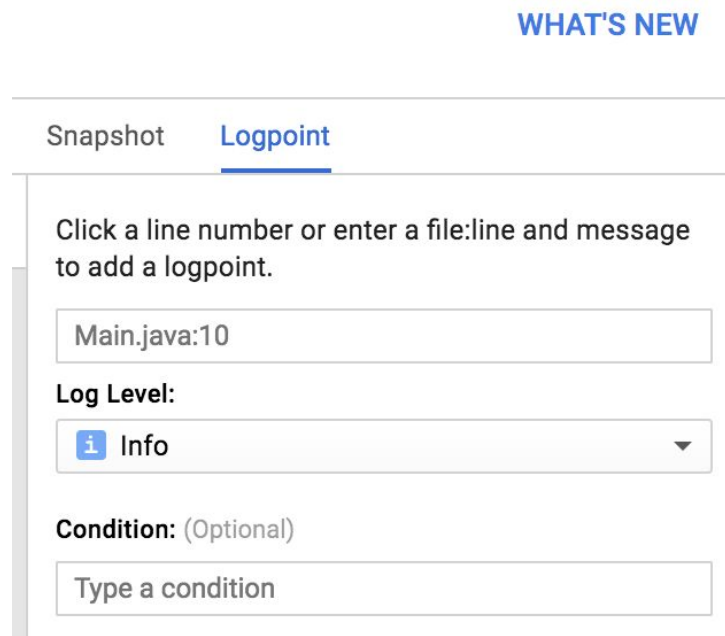 WHAT'S NEW
Snapshot Logpoint
Click a line number or enter a file:line and message
to add a logpoint.
Main.java:10
Log Level:
i Info
Condition: (Optional)
Type a condition